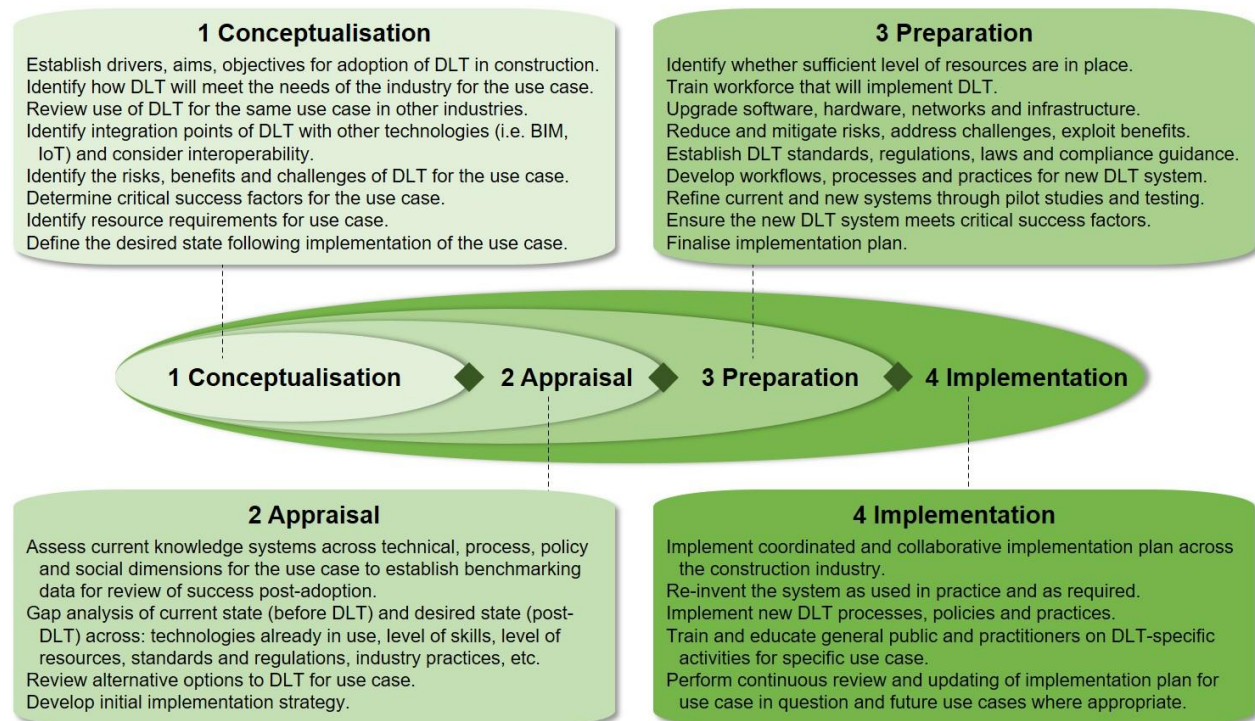 1 Conceptualisation
Establish drivers, aims, objectives for adoption of DLT in construction.
Identify how DLT will meet the needs of the industry for the use case.
Review use of DLT for the same use case in other industries.
Identify integration points of DLT with other technologies (i.e. BIM,
IoT) and consider interoperability.
Identify the risks, benefits and challenges of DLT for the use case.
Determine critical success factors for the use case.
Identify resource requirements for use case.
Define the desired state following implementation of the use case.
3 Preparation
Identify whether sufficient level of resources are in place.
Train workforce that will implement DLT.
Upgrade software, hardware, networks and infrastructure.
Reduce and mitigate risks, address challenges, exploit benefits.
Establish DLT standards, regulations, laws and compliance guidance.
Develop workflows, processes and practices for new DLT system.
Refine current and new systems through pilot studies and testing.
Ensure the new DLT system meets critical success factors.
Finalise implementation plan.
1 Conceptualisation
2 Appraisal
3 Preparation
4 Implementation
2 Appraisal
Assess current knowledge systems across technical, process, policy
and social dimensions for the use case to establish benchmarking
data for review of success post-adoption.
Gap analysis of current state (before DLT) and desired state (post-
DLT) across: technologies already in use, level of skills, level of
resources, standards and regulations, industry practices, etc.
Review alternative options to DLT for use case.
Develop initial implementation strategy.
4 Implementation
Implement coordinated and collaborative implementation plan across
the construction industry.
Re-invent the system as used in practice and as required.
Implement new DLT processes, policies and practices.
Train and educate general public and practitioners on DLT-specific
activities for specific use case.
Perform continuous review and updating of implementation plan for
use case in question and future use cases where appropriate.